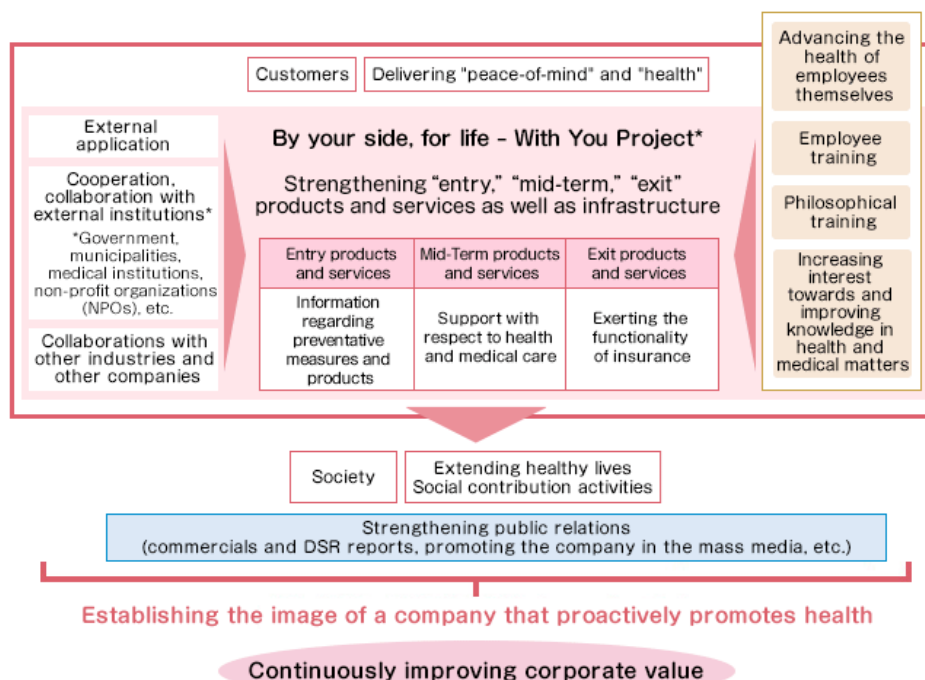 Customers
Delivering "peace-of-mind" and "health"
External
application
Cooperation,
collaboration with
external institutions*
*Government,
municipalities,
medical institutions,
non-profit organizations
(NPOs), etc.
Collaborations with
other industries and
other companies
By your side, for life – With You Project*
Strengthening “entry,” “mid-term,” “exit”
products and services as well as infrastructure
Entry products
and services
Mid-Term products
and services
Exit products
and services
Information
regarding
preventative
measures and
products
Support with
respect to health
and medical care
Exerting the
functionality
of insurance
Advancing the
health of
employees
themselves
Employee
training
Philosophical
training
Increasing
interest
towards and
improving
knowledge in
health and
medical matters
Society
Extending healthy lives
Social contribution activities
Strengthening public relations
(commercials and DSR reports, promoting the company in the mass media, etc.)
Establishing the image of a company that proactively promotes health
Continuously improving corporate value